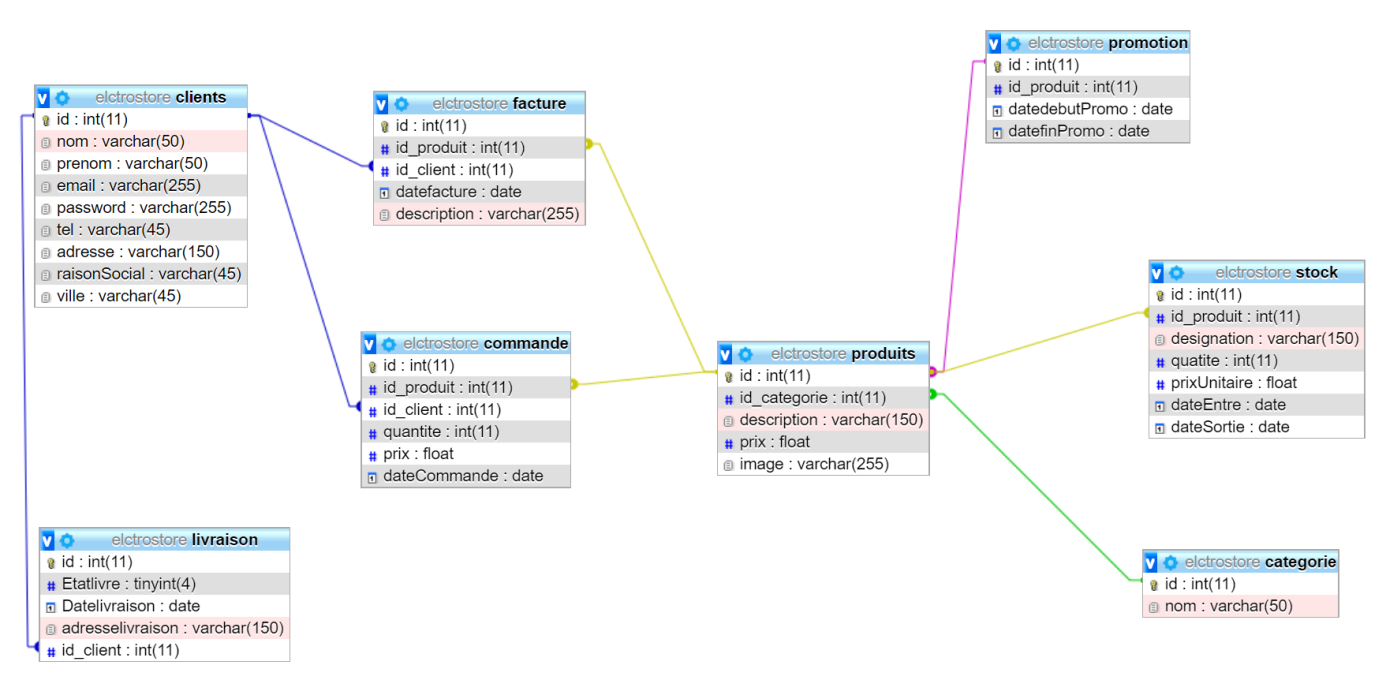 elctrostore clients
id : int(11)
nom : varchar(50)
prenom : varchar(50)
email : varchar(255)
password : varchar(255)
tel : varchar(45)
adresse : varchar(150)
raisonSocial : varchar(45)
ville : varchar(45)
elctrostore facture
id : int(11)
id_produit : int(11)
id_client : int(11)
datefacture : date
description : varchar(255)
elctrostore promotion
id : int(11)
id_produit : int(11)
datedebutPromo : date
datefinPromo : date
elctrostore commande
id : int(11)
id_produit : int(11)
id_client : int(11)
quantite : int(11)
prix : float
dateCommande : date
elctrostore produits
id : int(11)
id_categorie : int(11)
description : varchar(150)
prix : float
image : varchar(255)
elctrostore stock
id : int(11)
id_produit : int(11)
designation : varchar(150)
quatite : int(11)
prixUnitaire : float
dateEntre : date
dateSortie : date
elctrostore livraison
id : int(11)
Etatlivre : tinyint(4)
Datelivraison : date
adresselivraison : varchar(150)
id_client : int(11)
elctrostore categorie
id : int(11)
nom : varchar(50)